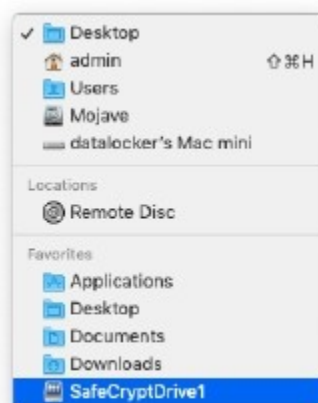 ✓ Desktop
admin ⇧⌘H
Users
Mojave
datalocker's Mac mini
Locations
Remote Disc
Favorites
Applications
Desktop
Documents
Downloads
SafeCryptDrive1